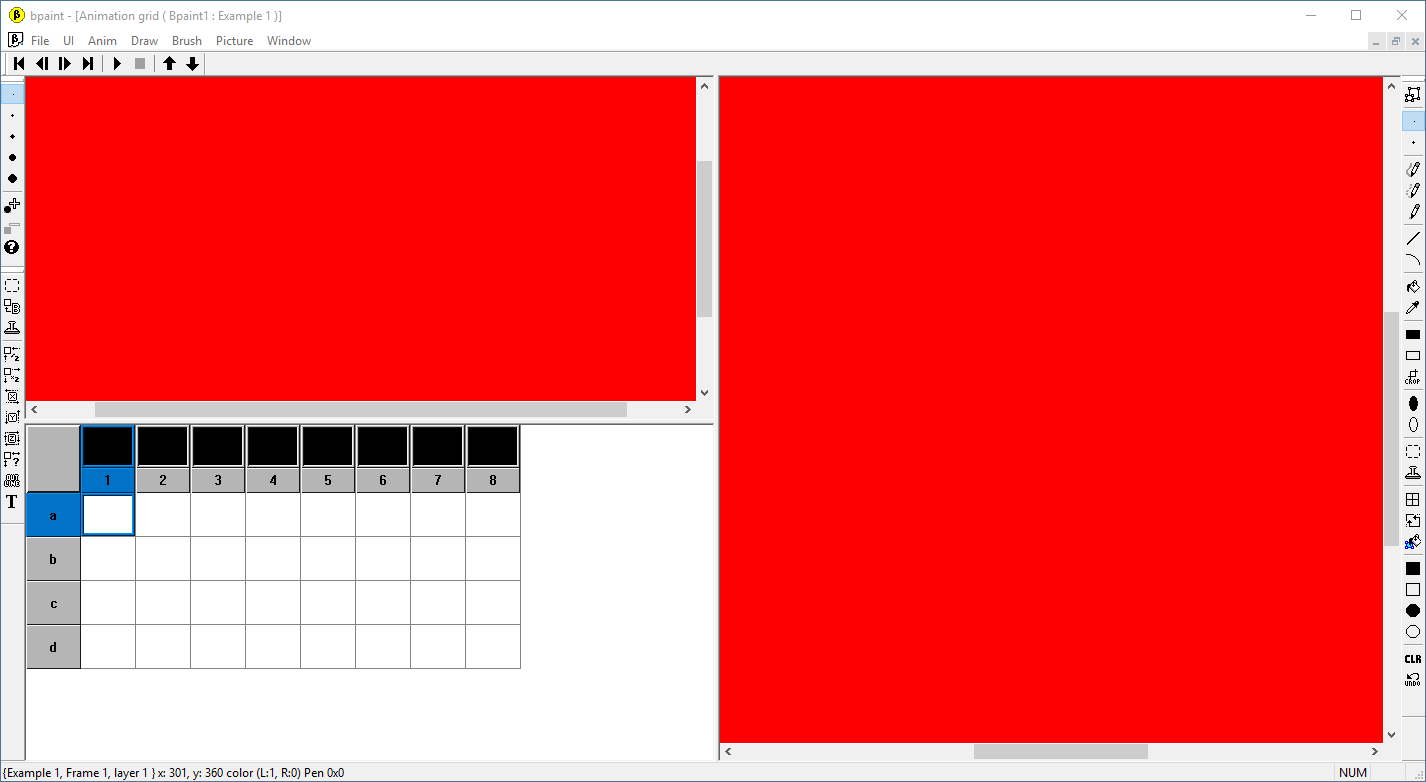 bpaint - [Animation grid ( Bpaint1 : Example 1 )]
File UI Anim Draw Brush Picture Window
1 2 3 4 5 6 7 8
a
b
c
d
CROP
T
CLR
UNDO
{Example 1, Frame 1, layer 1 } x: 301, y: 360 color (L:1, R:0) Pen 0x0
NUM